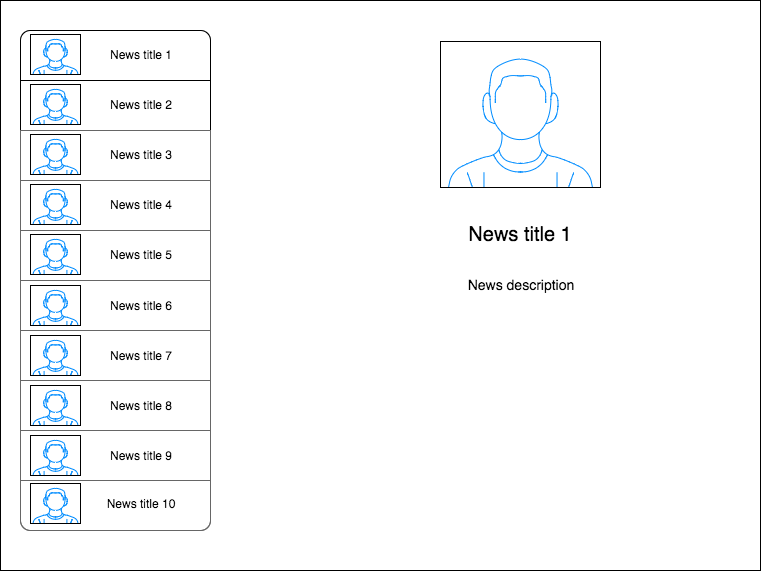 News title 1
News title 2
News title 3
News title 4
News title 5
News title 6
News title 7
News title 8
News title 9
News title 10
News title 1
News description